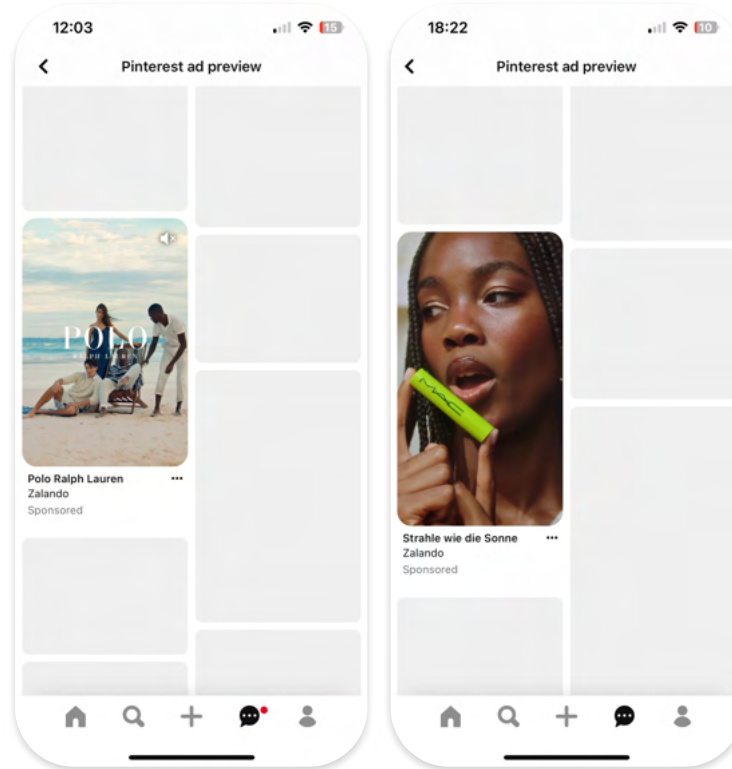 12:03
15
Pinterest ad preview
POLO
RALPH LAUREN
Polo Ralph Lauren
Zalando
Sponsored
18:22
10
Pinterest ad preview
MAC
Strahle wie die Sonne
Zalando
Sponsored